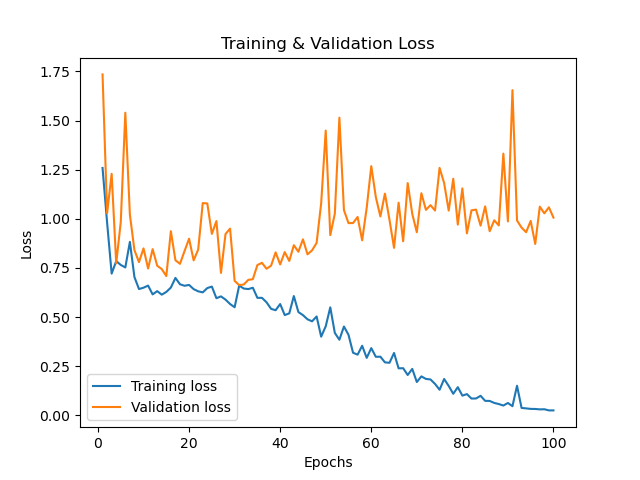 Training & Validation Loss
Loss
1.75
1.50
1.25
1.00
0.75
0.50
0.25
0.00
Training loss
Validation loss
0
20
40
60
80
100
Epochs